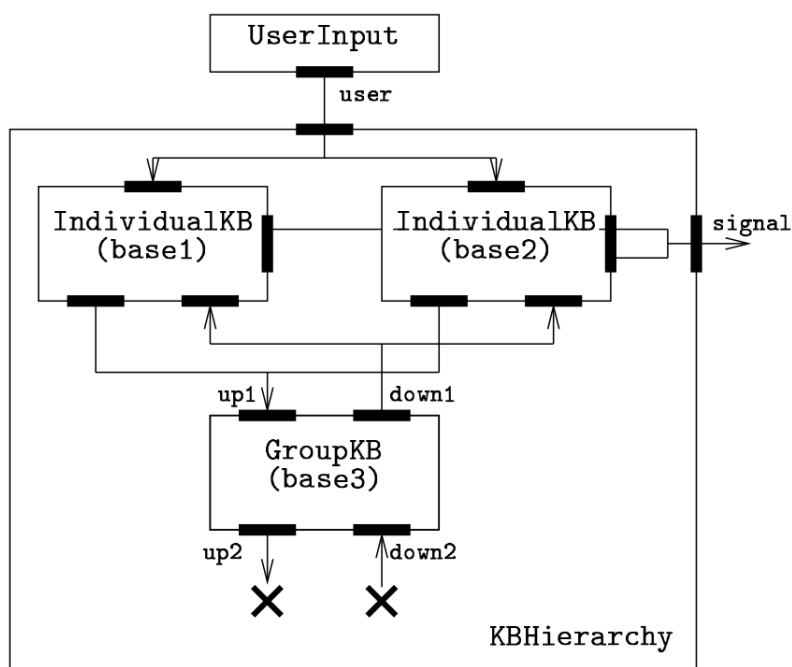 UserInput
user
IndividualKB
(base1)
IndividualKB
(base2)
signal
up1
down1
GroupKB
(base3)
up2
down2
KBHierarchy